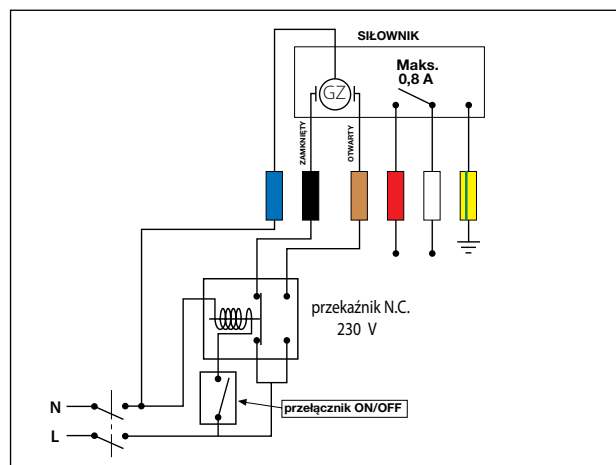 SIŁOWNIK
Maks.
0,8 A
GZ
ZAMKNIĘTY
OTWARTY
przekaźnik N.C.
230 V
N
przełącznik ON/OFF
L